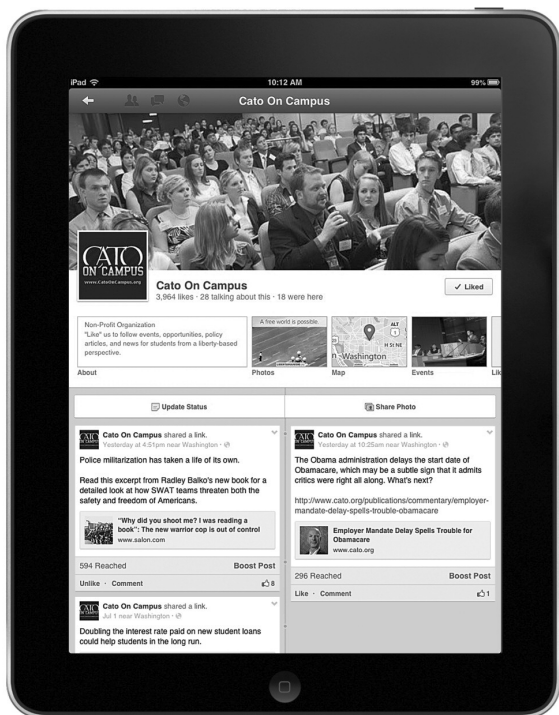 iPad
10:12 AM
99%
Cato On Campus
CATO
ON CAMPUS
www.CatoOnCampus.org
Cato On Campus
3,964 likes · 28 talking about this · 18
were here
Liked
Non-Profit Organization
"Like" us to follow events, opportunities, policy
articles, and news for students from a liberty-based
perspective.
About
A free world is possible.
Photos
ALT
1
H St NE
Washington
Map
Events
Lik
Update Status
Share Photo
Cato On Campus shared a link.
Yesterday at 4:51pm near Washington ·
Police militarization has taken a life of its own.
Read this excerpt from Radley Balko's new book for a
detailed look at how SWAT teams threaten both the
safety and freedom of Americans.
"Why did you shoot me? I was reading a
book": The new warrior cop is out of control
www.salon.com
594 Reached
Boost Post
Unlike · Comment
8
Cato On Campus shared a link.
Jul 1 near Washington ·
Doubling the interest rate paid on new student loans
could help students in the long run.
Cato On Campus shared a link.
Yesterday at 10:25am near Washington ·
The Obama administration delays the start date of
Obamacare, which may be a subtle sign that it admits
critics were right all along. What's next?
http://www.cato.org/publications/commentary/employer-
mandate-delay-spells-trouble-obamacare
Employer Mandate Delay Spells Trouble for
Obamacare
www.cato.org
296 Reached
Boost Post
Like · Comment
1